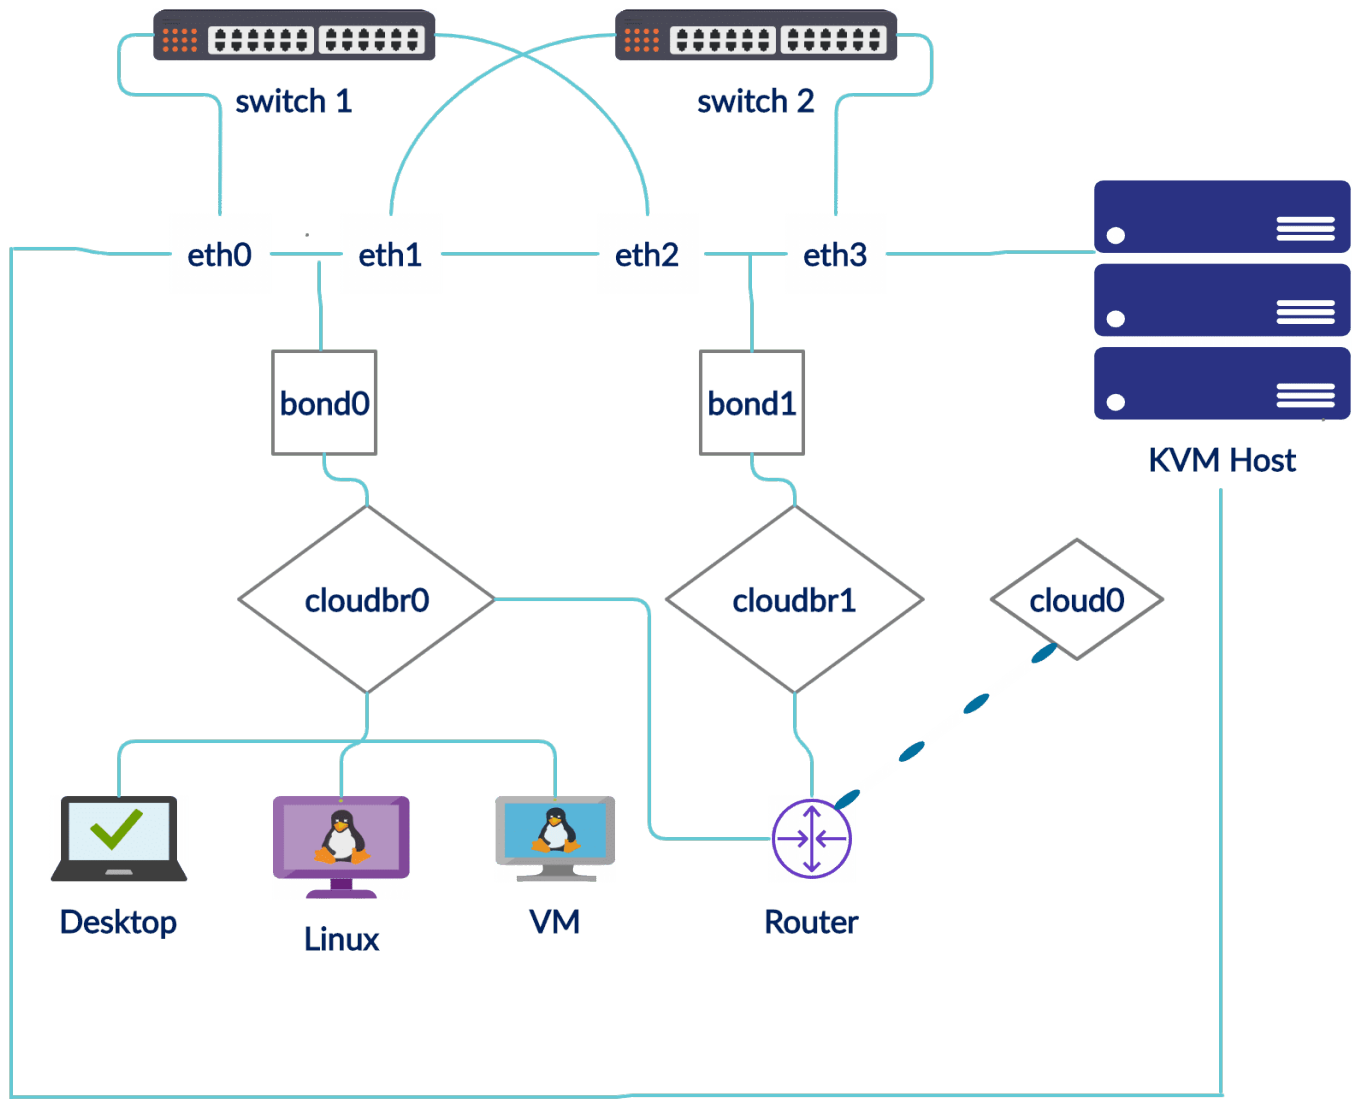 switch 1
switch 2
eth0
eth1
eth2
eth3
bond0
bond1
KVM Host
cloudbr0
cloudbr1
cloud0
Desktop
Linux
VM
Router